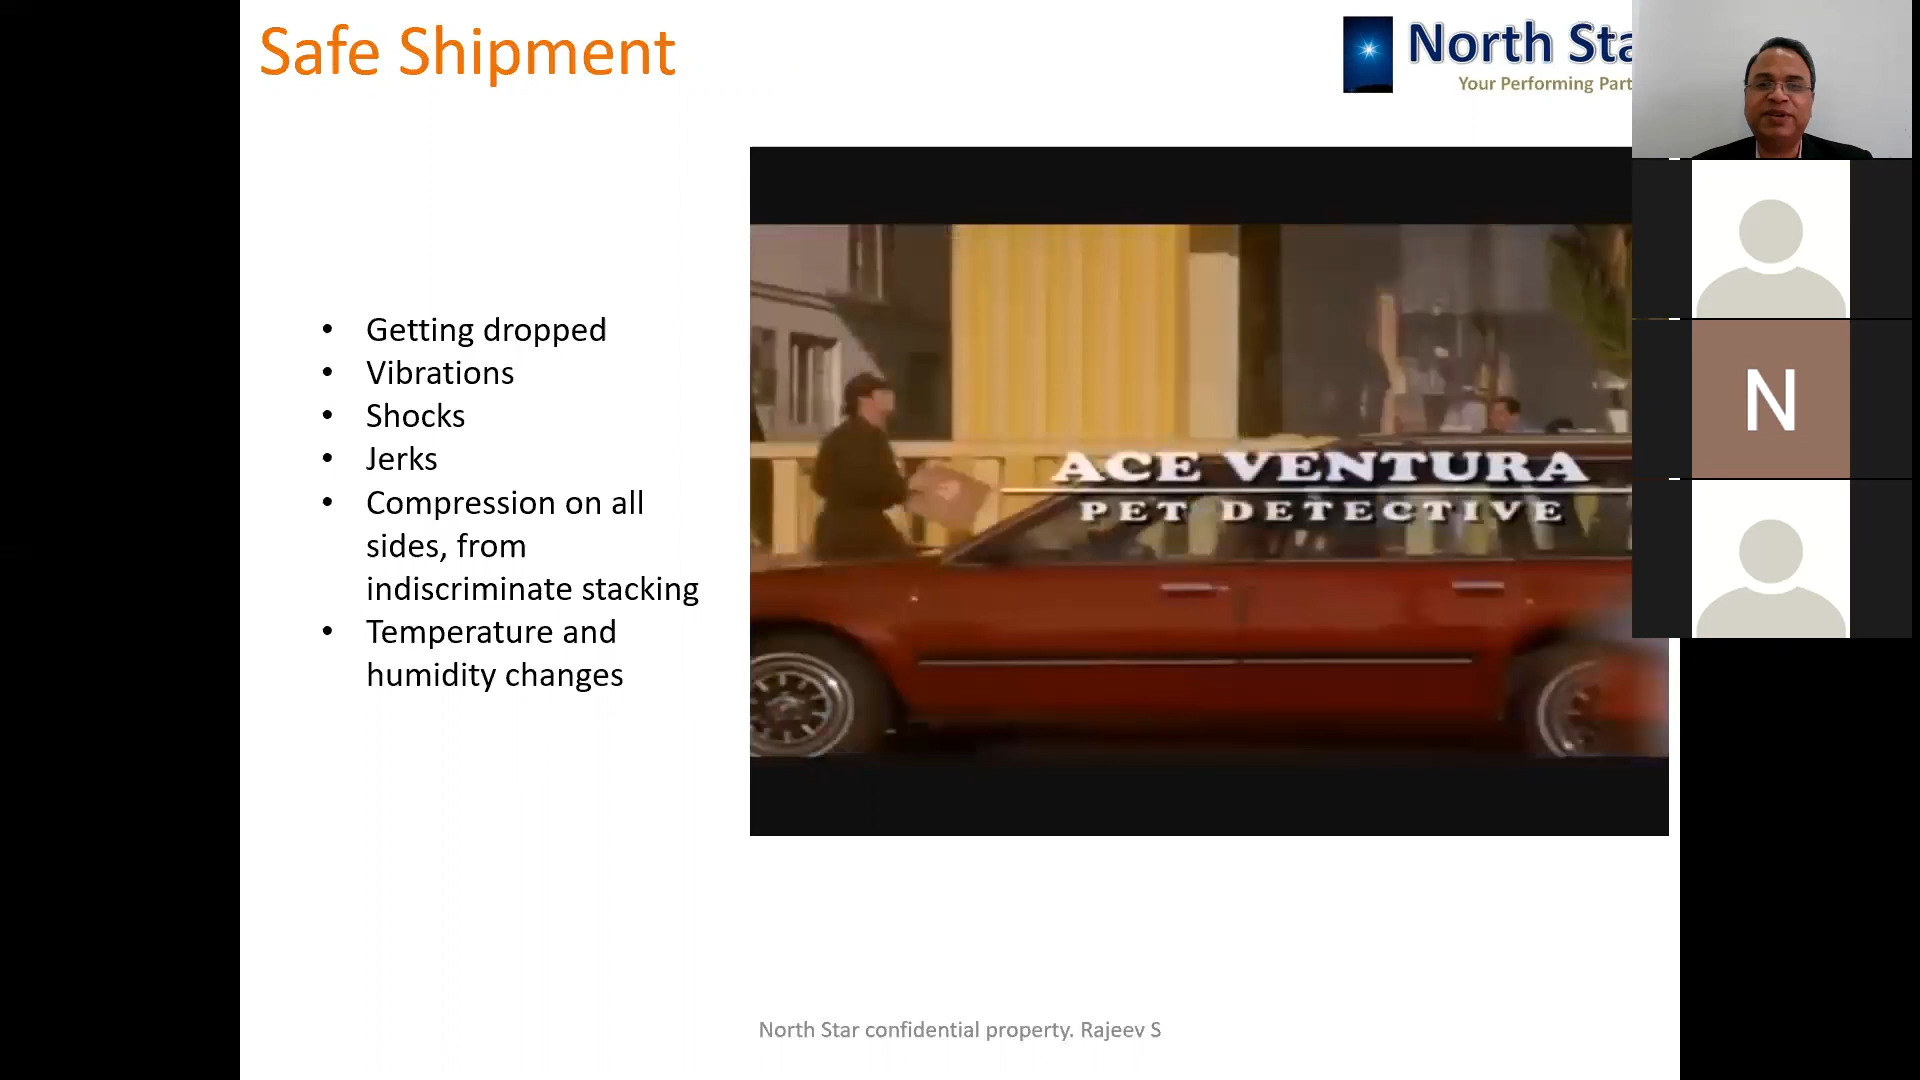 Safe Shipment
North Sta
Your Performing Part
• Getting dropped
• Vibrations
• Shocks
• Jerks
• Compression on all
sides, from
indiscriminate stacking
• Temperature and
humidity changes
ACE VENTURA
PET DETECTIVE
N
North Star confidential property. Rajeev S